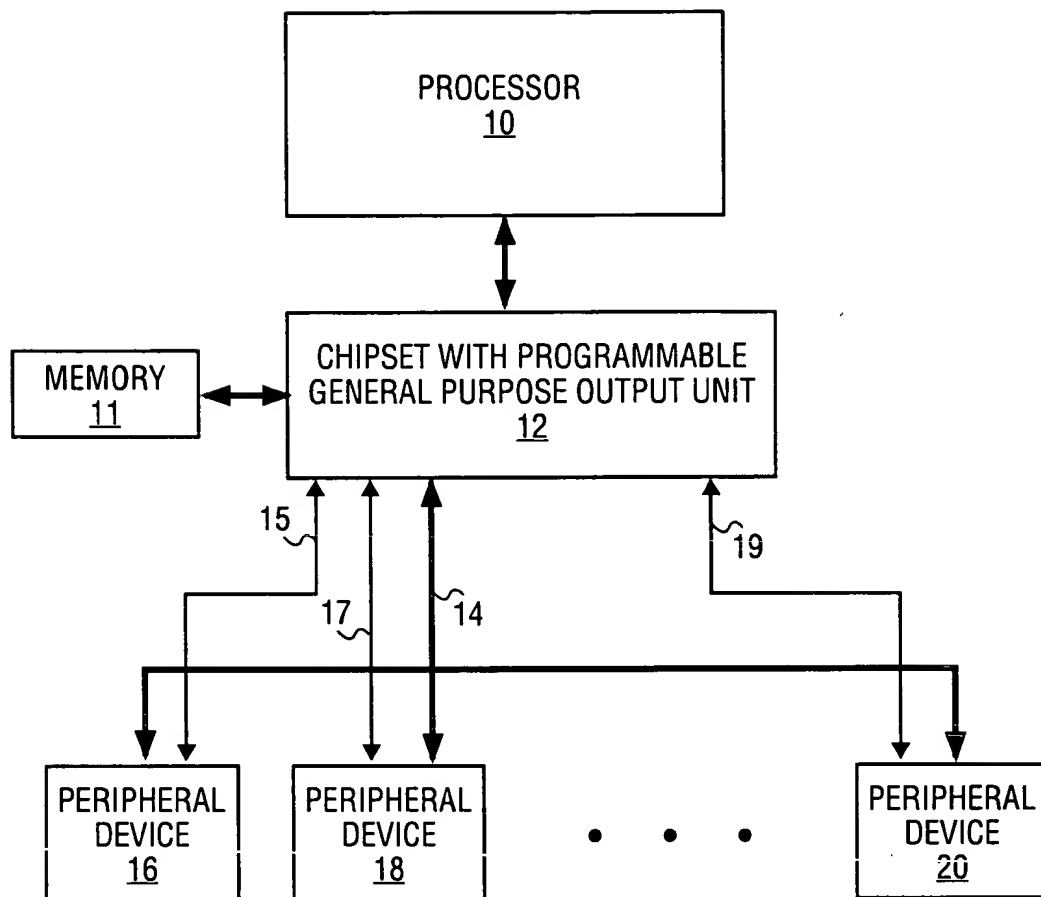 PROCESSOR
10
CHIPSET WITH PROGRAMMABLE
GENERAL PURPOSE OUTPUT UNIT
12
MEMORY
11
15
17
14
19
PERIPHERAL
DEVICE
16
PERIPHERAL
DEVICE
18
PERIPHERAL
DEVICE
20